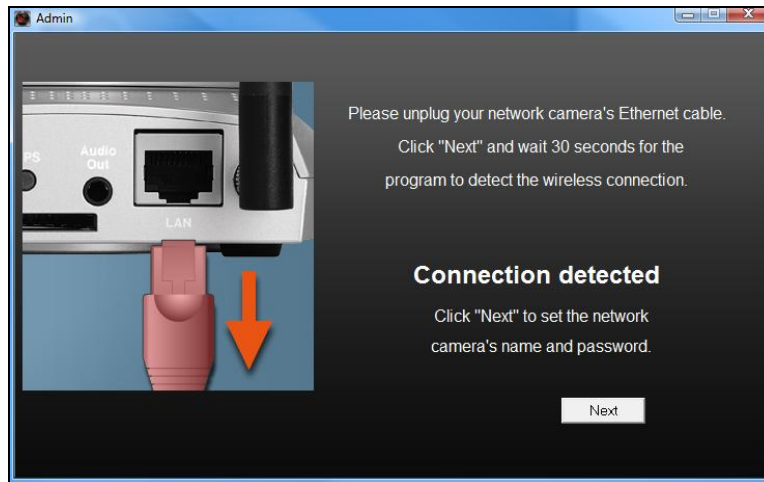 Admin
PS
Audio
Out
LAN
Please unplug your network camera's Ethernet cable.
Click "Next" and wait 30 seconds for the
program to detect the wireless connection.
Connection detected
Click "Next" to set the network
camera's name and password.
Next